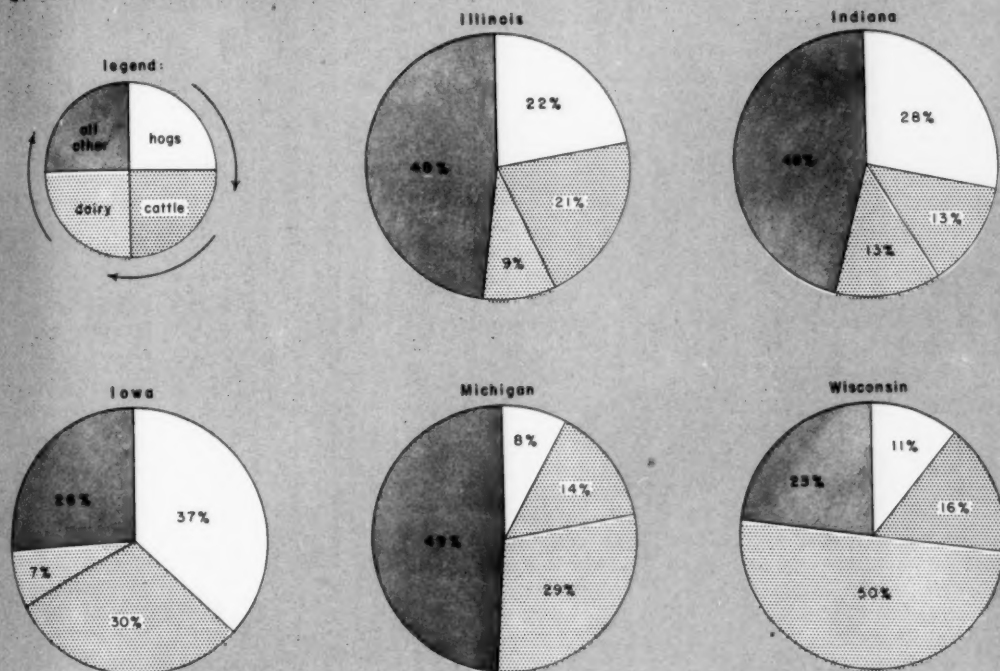 Illinois
Indiana
legend:
all
other
hogs
dairy
cattle
48%
22%
21%
9%
46%
28%
13%
13%
Iowa
Michigan
Wisconsin
26%
37%
7%
30%
49%
8%
14%
29%
23%
11%
16%
50%